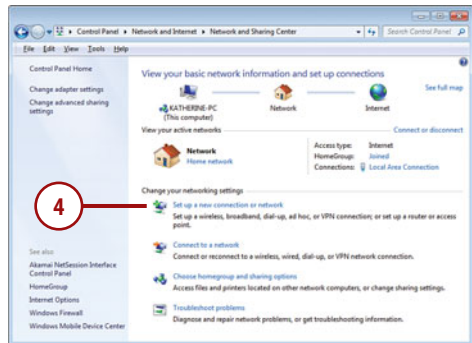 Control Panel ▸ Network and Internet ▸ Network and Sharing Center
Search Control Panel
File Edit View Tools Help
Control Panel Home
Change adapter settings
Change advanced sharing
settings
View your basic network information and set up connections
See full map
KATHERINE-PC
(This computer)
Network
Internet
View your active networks
Connect or disconnect
Network
Home network
Access type: Internet
HomeGroup: Joined
Connections: Local Area Connection
Change your networking settings
4
Set up a new connection or network
Set up a wireless, broadband, dial-up, ad hoc, or VPN connection; or set up a router or access
point.
Connect to a network
Connect or reconnect to a wireless, wired, dial-up, or VPN network connection.
Choose homegroup and sharing options
Access files and printers located on other network computers, or change sharing settings.
Troubleshoot problems
Diagnose and repair network problems, or get troubleshooting information.
See also
Akamai NetSession Interface
Control Panel
HomeGroup
Internet Options
Windows Firewall
Windows Mobile Device Center